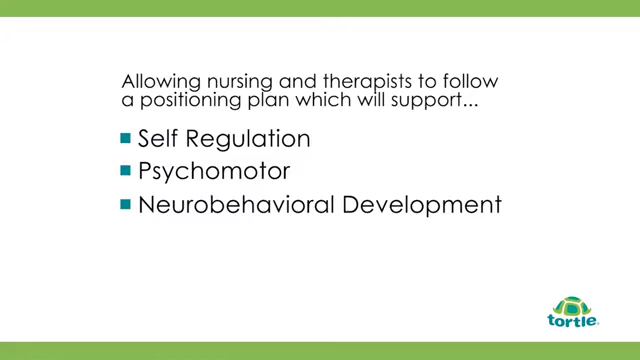 Allowing nursing and therapists to follow
a positioning plan which will support...
Self Regulation
Psychomotor
Neurobehavioral Development
tortle